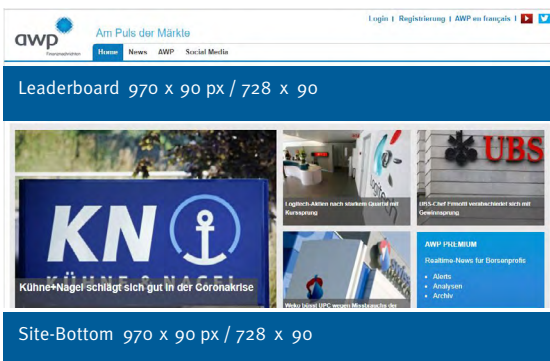 awp
Finanznachrichten
Am Puls der Märkte
Login | Registrierung | AWP en français |
Home News AWP Social Media
Leaderboard 970 x 90 px / 728 x 90
KN
KÜHNE + NAGEL
Kühne+Nagel schlägt sich gut in der Coronakrise
logitech
Logitech-Aktien nach starkem Quartal mit
Kurssprung
UBS
UBS-Chef Ermotti verabschiedet sich mit
Gewinnsprung
Weko büsst UPC wegen Missbrauchs der
AWP PREMIUM
Realtime-News für Börsenprofis
• Alerts
• Analysen
• Archiv
Site-Bottom 970 x 90 px / 728 x 90